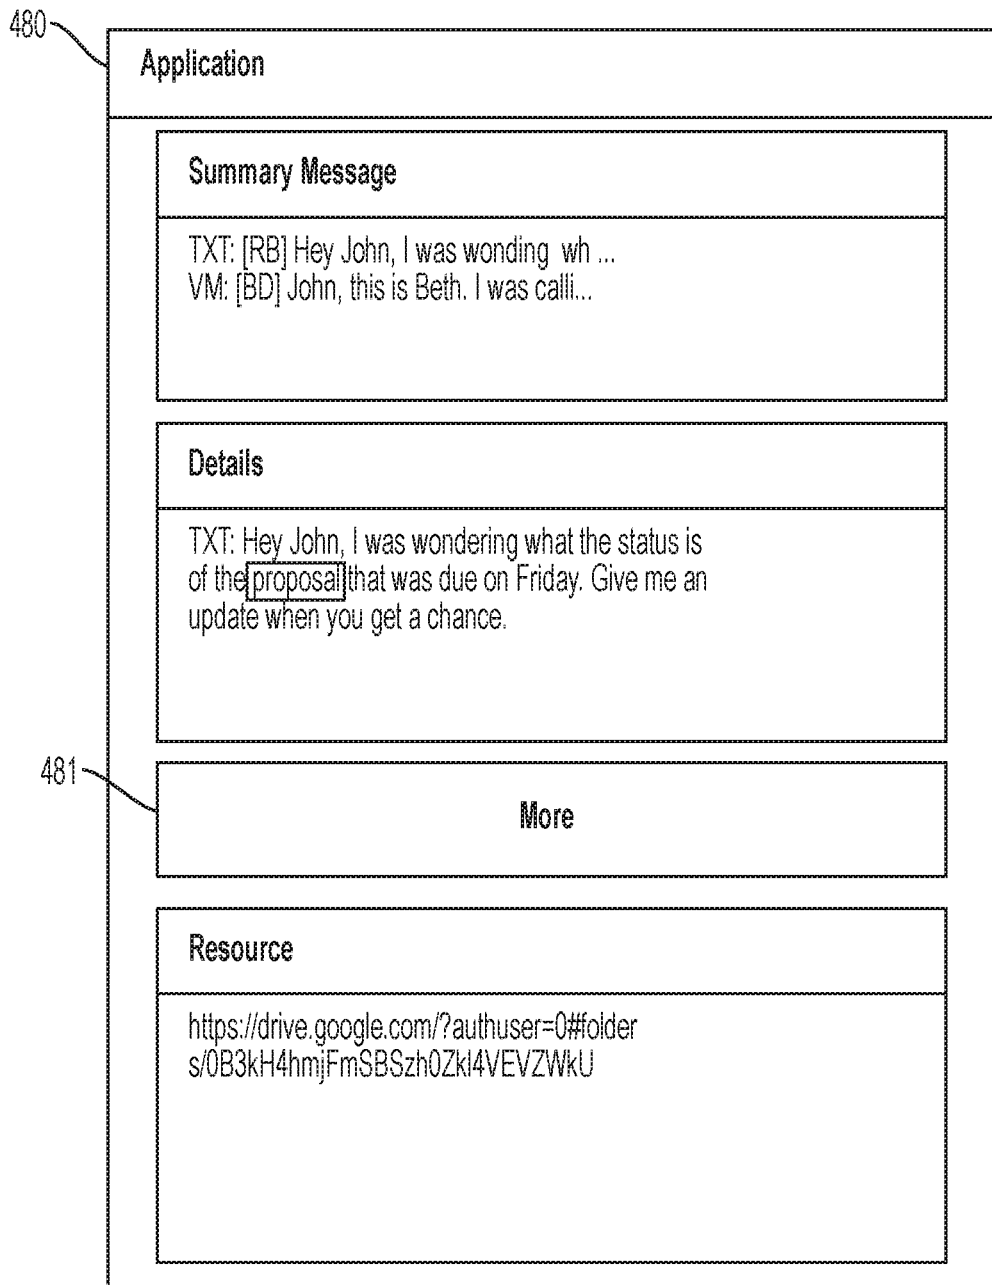 480
Application
Summary Message
TXT: [RB] Hey John, I was wonding wh ...
VM: [BD] John, this is Beth. I was calli...
Details
TXT: Hey John, I was wondering what the status is
of the proposal that was due on Friday. Give me an
update when you get a chance.
481
More
Resource
https://drive.google.com/?authuser=0#folder
s/0B3kH4hmjFmSBSzh0Zkl4VEVZWkU